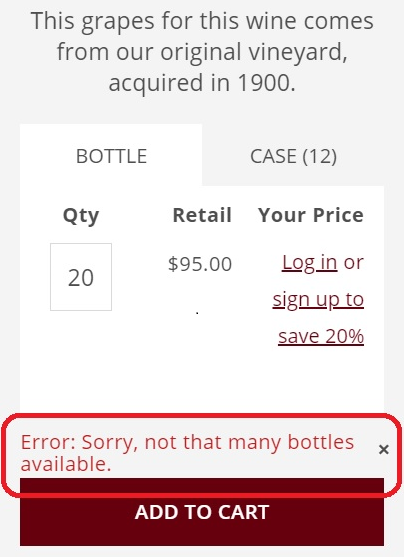 This grapes for this wine comes
from our original vineyard,
acquired in 1900.
BOTTLE CASE (12)
Qty Retail Your Price
20 $95.00 Log in or
sign up to
save 20%
Error: Sorry, not that many bottles ×
available.
ADD TO CART